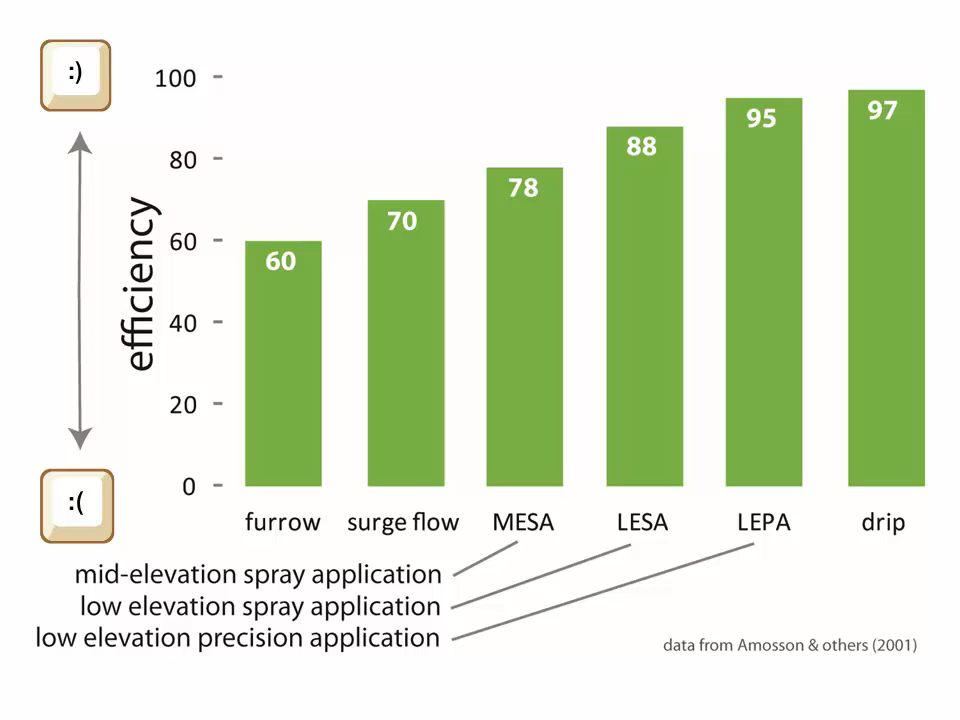 :)
100
80
60
40
20
0
efficiency
:(
60
70
78
88
95
97
furrow surge flow MESA LESA LEPA drip
mid-elevation spray application
low elevation spray application
low elevation precision application
data from Amosson & others (2001)